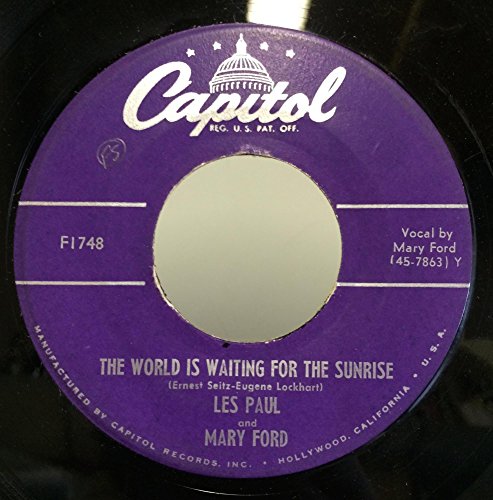 Capitol
REG. U.S. PAT. OFF.
F1748
Vocal by
Mary Ford
(45-7863) Y
THE WORLD IS WAITING FOR THE SUNRISE
(Ernest Seitz-Eugene Lockhart)
LES PAUL
and
MARY FORD
MANUFACTURED BY CAPITOL RECORDS, INC. • HOLLYWOOD, CALIFORNIA • U.S.A.